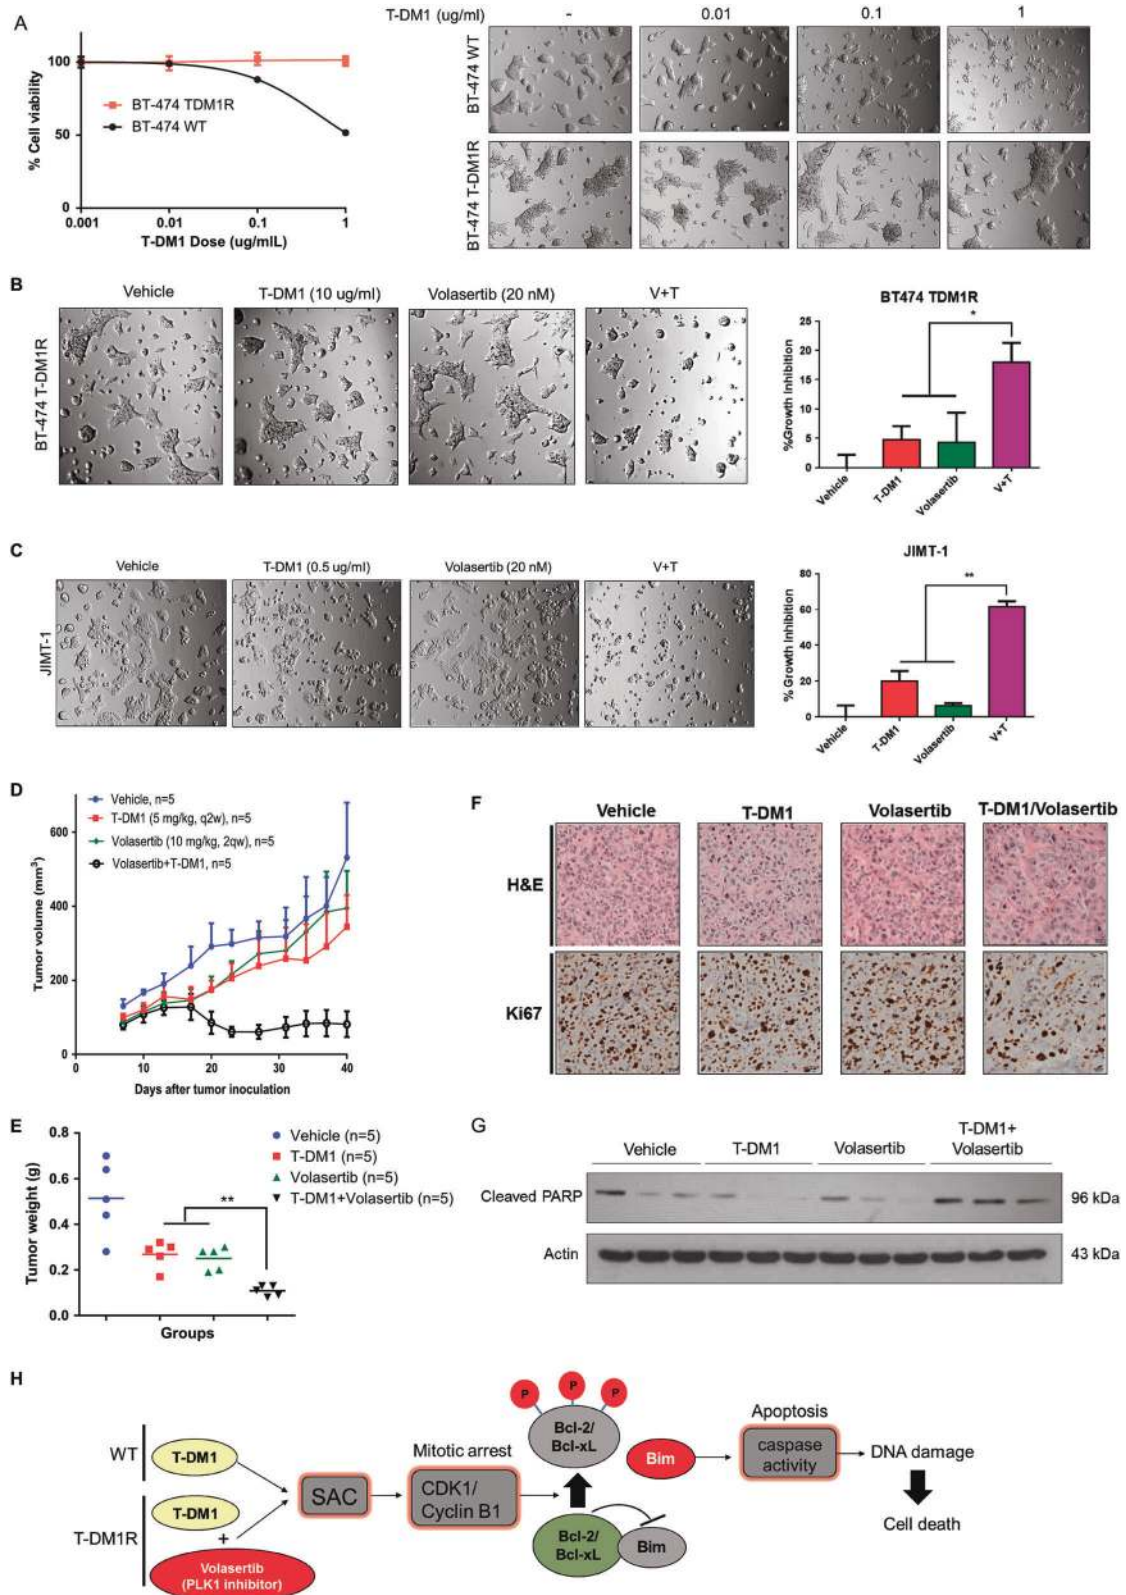 A
% Cell viability
100
50
0
BT-474 TDM1R
BT-474 WT
0.001 0.01 0.1 1
T-DM1 Dose (ug/mlL)
T-DM1 (ug/ml) - 0.01 0.1 1
BT-474 WT
BT-474 T-DM1R
B
Vehicle T-DM1 (10 ug/ml) Volasertib (20 nM) V+T
BT-474 T-DM1R
BT474 TDM1R
*
%Growth Inhibition
25
20
15
10
5
0
Vehicle T-DM1 Volasertib V+T
C
Vehicle T-DM1 (0.5 ug/ml) Volasertib (20 nM) V+T
JIMT-1
JIMT-1
**
% Growth Inhibition
80
60
40
20
0
Vehicle T-DM1 Volasertib V+T
D
Vehicle, n=5
T-DM1 (5 mg/kg, q2w), n=5
Volasertib (10 mg/kg, 2qw), n=5
Volasertib+T-DM1, n=5
Tumor volume (mm³)
600
400
200
0
0 10 20 30 40
Days after tumor inoculation
F
Vehicle T-DM1 Volasertib T-DM1/Volasertib
H&E
Ki67
E
Tumor weight (g)
0.8
0.6
0.4
0.2
0.0
**
Vehicle (n=5)
T-DM1 (n=5)
Volasertib (n=5)
T-DM1+Volasertib (n=5)
Groups
G
Vehicle T-DM1 Volasertib T-DM1+
Volasertib
Cleaved PARP 96 kDa
Actin 43 kDa
H
WT
T-DM1
T-DM1R
T-DM1
+
Volasertib
(PLK1 inhibitor)
SAC
Mitotic arrest
CDK1/
Cyclin B1
P P P
Bcl-2/
Bcl-xL
Bcl-2/
Bcl-xL
Bim
Bim
Apoptosis
caspase
activity
DNA damage
Cell death